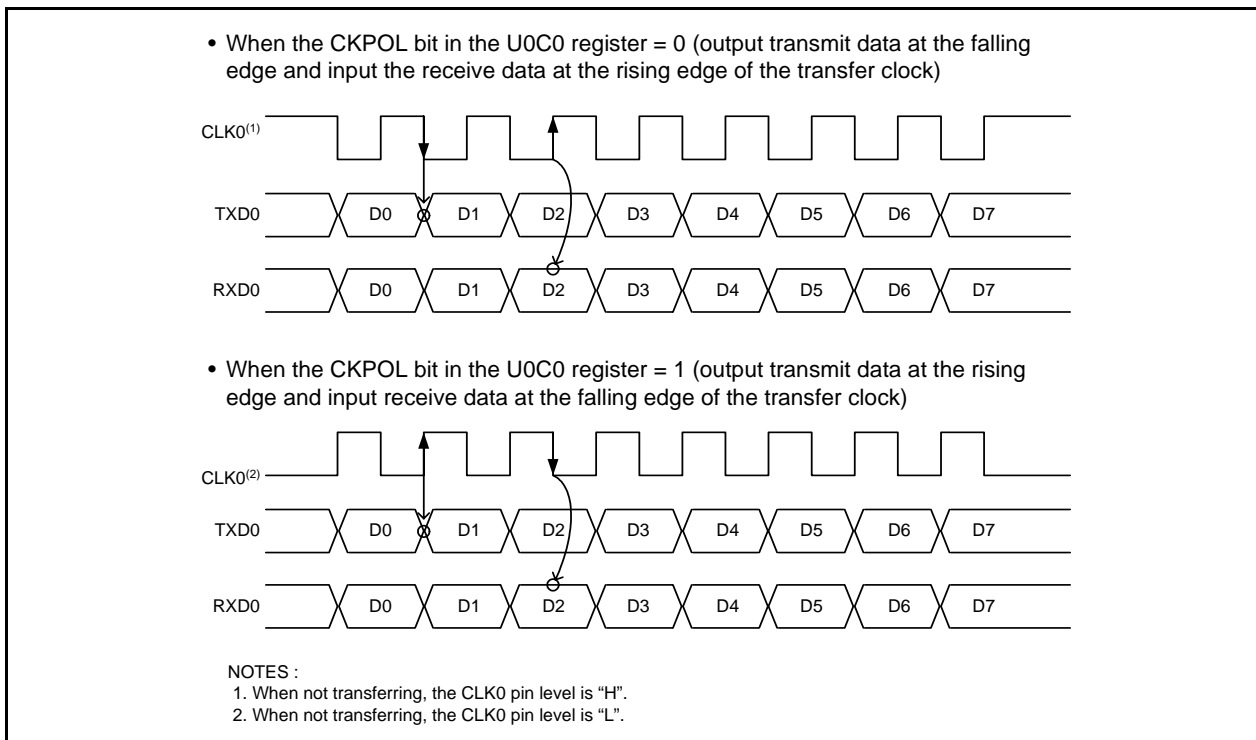 • When the CKPOL bit in the U0C0 register = 0 (output transmit data at the falling
edge and input the receive data at the rising edge of the transfer clock)
CLK0(1)
TXD0 D0 D1 D2 D3 D4 D5 D6 D7
RXD0 D0 D1 D2 D3 D4 D5 D6 D7
• When the CKPOL bit in the U0C0 register = 1 (output transmit data at the rising
edge and input receive data at the falling edge of the transfer clock)
CLK0(2)
TXD0 D0 D1 D2 D3 D4 D5 D6 D7
RXD0 D0 D1 D2 D3 D4 D5 D6 D7
NOTES :
1. When not transferring, the CLK0 pin level is “H”.
2. When not transferring, the CLK0 pin level is “L”.